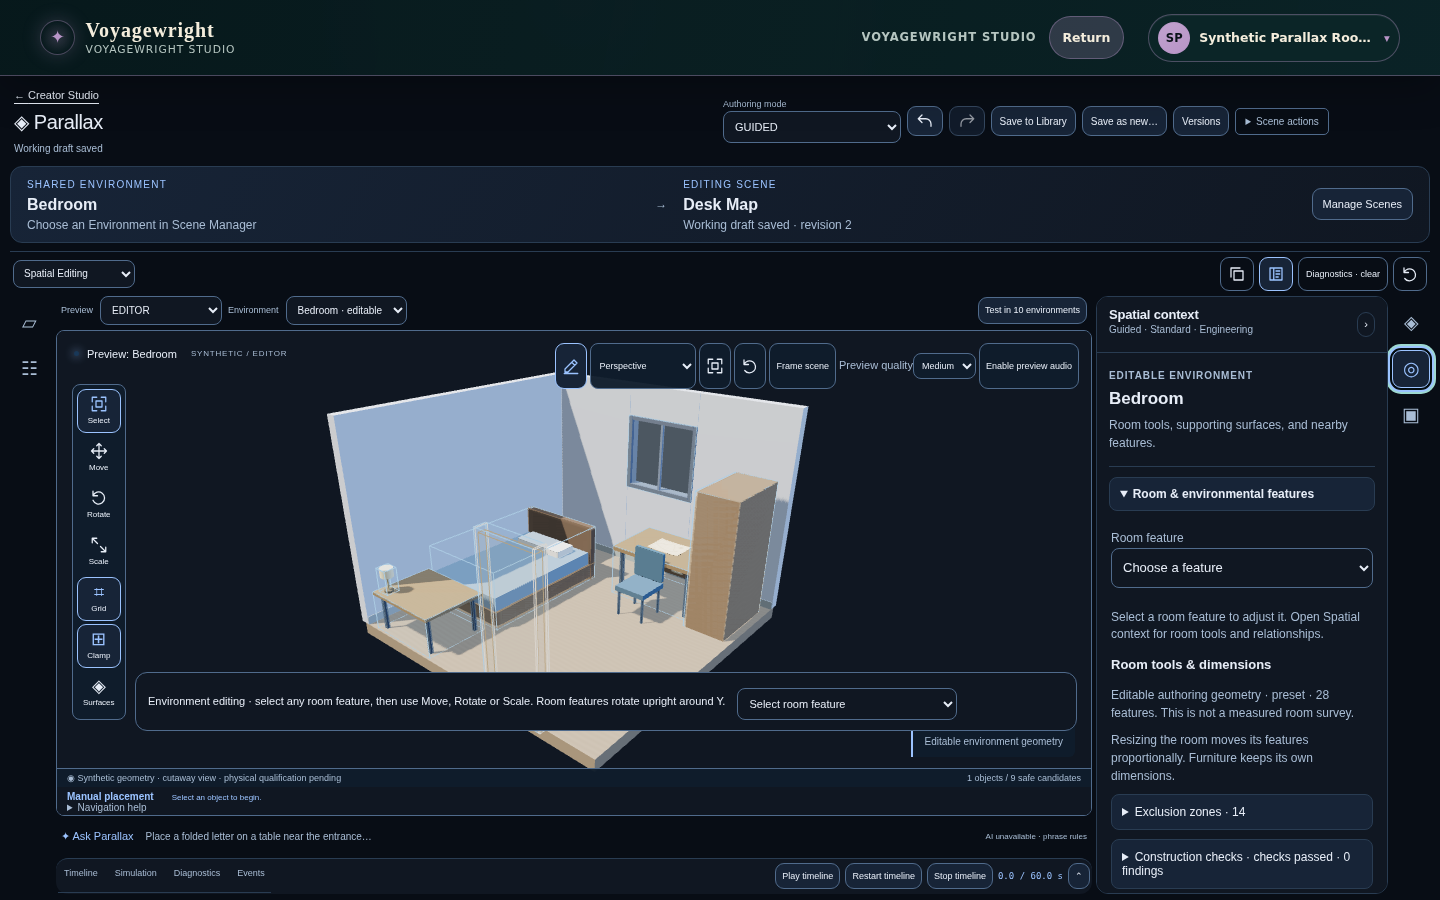 Voyagewright
VOYAGEWRIGHT STUDIO
VOYAGEWRIGHT STUDIO
Return
SP
Synthetic Parallax Roo…
← Creator Studio
◈ Parallax
Working draft saved
Authoring mode
GUIDED
Save to Library
Save as new…
Versions
Scene actions
SHARED ENVIRONMENT
Bedroom
Choose an Environment in Scene Manager
→
EDITING SCENE
Desk Map
Working draft saved · revision 2
Manage Scenes
Spatial Editing
Diagnostics · clear
Preview
EDITOR
Environment
Bedroom · editable
Test in 10 environments
Preview: Bedroom
SYNTHETIC / EDITOR
Perspective
Frame scene
Preview quality
Medium
Enable preview audio
Select
Move
Rotate
Scale
Grid
Clamp
Surfaces
Environment editing · select any room feature, then use Move, Rotate or Scale. Room features rotate upright around Y.
Select room feature
Editable environment geometry
◉ Synthetic geometry · cutaway view · physical qualification pending
1 objects / 9 safe candidates
Manual placement
Select an object to begin.
Navigation help
✦ Ask Parallax
Place a folded letter on a table near the entrance…
AI unavailable · phrase rules
Timeline
Simulation
Diagnostics
Events
Play timeline
Restart timeline
Stop timeline
0.0 / 60.0 s
Spatial context
Guided · Standard · Engineering
EDITABLE ENVIRONMENT
Bedroom
Room tools, supporting surfaces, and nearby
features.
Room & environmental features
Room feature
Choose a feature
Select a room feature to adjust it. Open Spatial
context for room tools and relationships.
Room tools & dimensions
Editable authoring geometry · preset · 28
features. This is not a measured room survey.
Resizing the room moves its features
proportionally. Furniture keeps its own
dimensions.
Exclusion zones · 14
Construction checks · checks passed · 0
findings